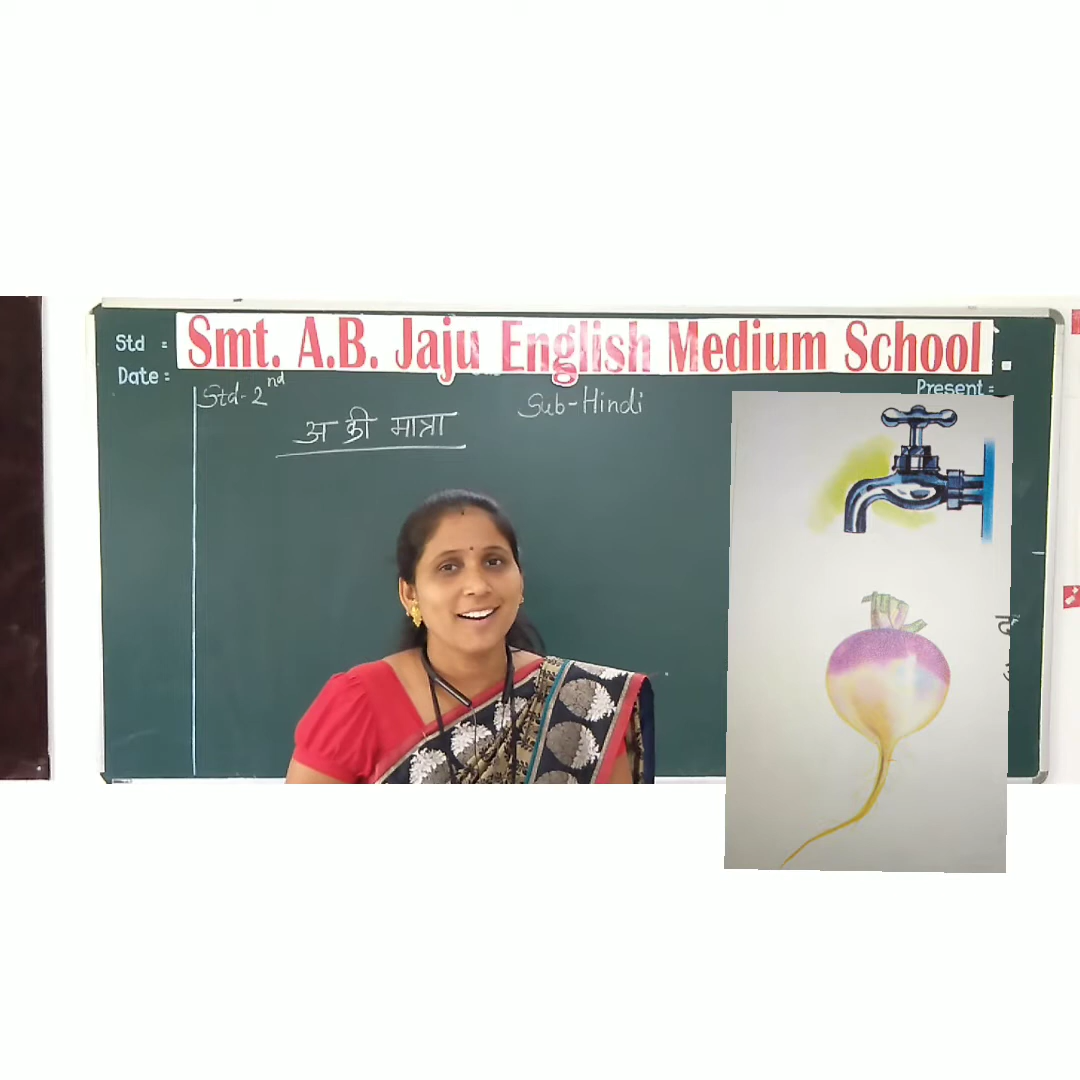 Smt. A.B. Jaju English Medium School
Std =
Date :
Present :
Std - 2nd
Sub-Hindi
अ की मात्रा